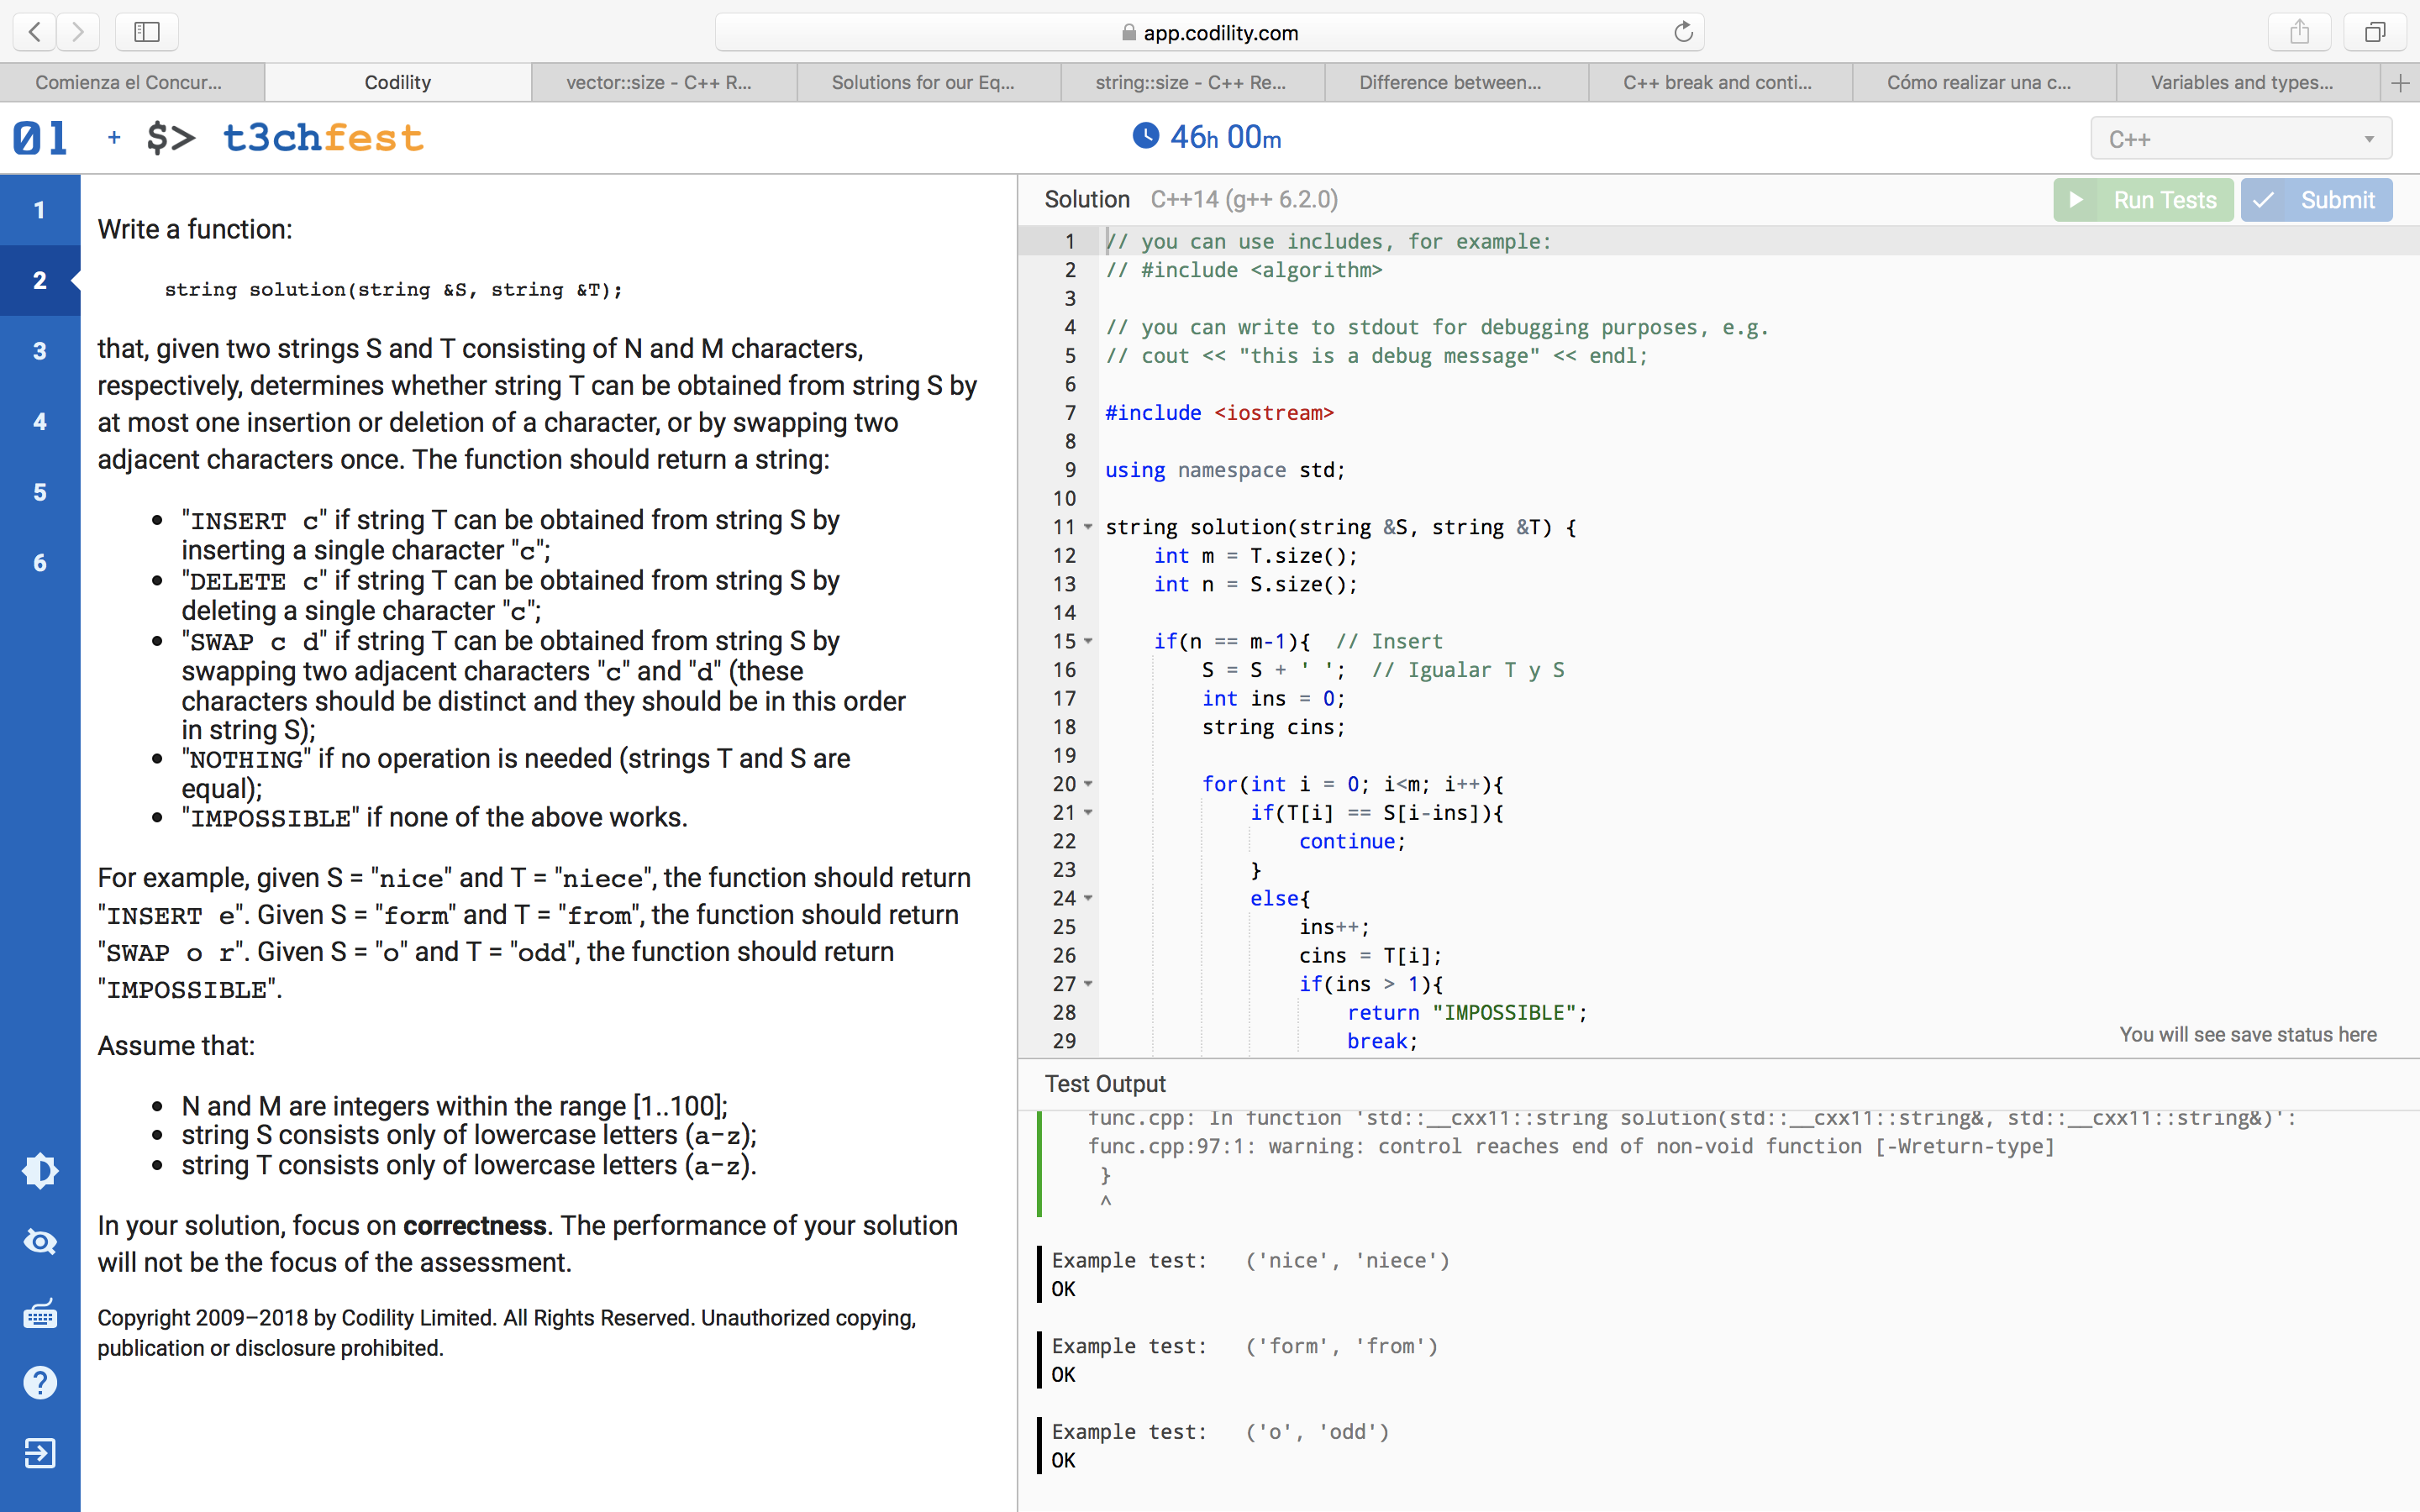 app.codility.com
Comienza el Concur...
Codility
vector::size - C++ R...
Solutions for our Eq...
string::size - C++ Re...
Difference between...
C++ break and conti...
Cómo realizar una c...
Variables and types...
01 + $> t3chfest
46h 00m
C++
1
2
3
4
5
6
Write a function:
string solution(string &S, string &T);
that, given two strings S and T consisting of N and M characters,
respectively, determines whether string T can be obtained from string S by
at most one insertion or deletion of a character, or by swapping two
adjacent characters once. The function should return a string:
• "INSERT c" if string T can be obtained from string S by
inserting a single character "c";
• "DELETE c" if string T can be obtained from string S by
deleting a single character "c";
• "SWAP c d" if string T can be obtained from string S by
swapping two adjacent characters "c" and "d" (these
characters should be distinct and they should be in this order
in string S);
• "NOTHING" if no operation is needed (strings T and S are
equal);
• "IMPOSSIBLE" if none of the above works.
For example, given S = "nice" and T = "niece", the function should return
"INSERT e". Given S = "form" and T = "from", the function should return
"SWAP o r". Given S = "o" and T = "odd", the function should return
"IMPOSSIBLE".
Assume that:
• N and M are integers within the range [1..100];
• string S consists only of lowercase letters (a-z);
• string T consists only of lowercase letters (a-z).
In your solution, focus on correctness. The performance of your solution
will not be the focus of the assessment.
Copyright 2009–2018 by Codility Limited. All Rights Reserved. Unauthorized copying,
publication or disclosure prohibited.
Solution C++14 (g++ 6.2.0)
Run Tests
Submit
1 // you can use includes, for example:
2 // #include <algorithm>
3
4 // you can write to stdout for debugging purposes, e.g.
5 // cout << "this is a debug message" << endl;
6
7 #include <iostream>
8
9 using namespace std;
10
11 string solution(string &S, string &T) {
12 int m = T.size();
13 int n = S.size();
14
15 if(n == m-1){ // Insert
16 S = S + ' '; // Igualar T y S
17 int ins = 0;
18 string cins;
19
20 for(int i = 0; i<m; i++){
21 if(T[i] == S[i-ins]){
22 continue;
23 }
24 else{
25 ins++;
26 cins = T[i];
27 if(ins > 1){
28 return "IMPOSSIBLE";
29 break;
You will see save status here
Test Output
func.cpp: In function 'std::__cxx11::string solution(std::__cxx11::string&, std::__cxx11::string&)':
func.cpp:97:1: warning: control reaches end of non-void function [-Wreturn-type]
}
^
Example test: ('nice', 'niece')
OK
Example test: ('form', 'from')
OK
Example test: ('o', 'odd')
OK